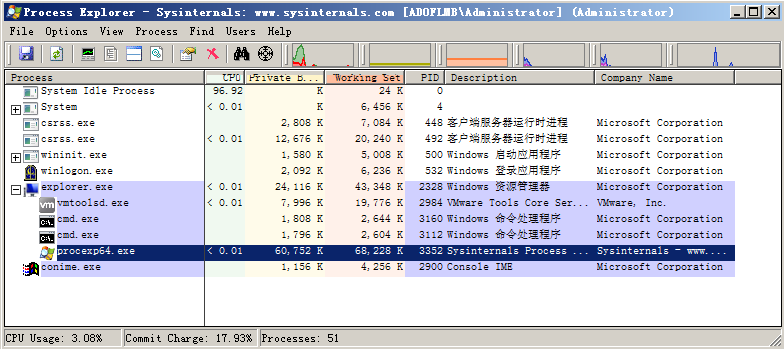 Process Explorer - Sysinternals: www.sysinternals.com [ADOFLMB\Administrator] (Administrator)
File Options View Process Find Users Help
Process CPU Private B... Working Set PID Description Company Name
System Idle Process 96.92 K 24 K 0
System < 0.01 K 6,456 K 4
csrss.exe 2,808 K 7,084 K 448 客户端服务器运行时进程 Microsoft Corporation
csrss.exe < 0.01 12,676 K 20,240 K 492 客户端服务器运行时进程 Microsoft Corporation
wininit.exe 1,580 K 5,008 K 500 Windows 启动应用程序 Microsoft Corporation
winlogon.exe 2,092 K 6,236 K 532 Windows 登录应用程序 Microsoft Corporation
explorer.exe < 0.01 24,116 K 43,348 K 2328 Windows 资源管理器 Microsoft Corporation
vm vmtoolsd.exe < 0.01 7,996 K 19,776 K 2984 VMware Tools Core Ser... VMware, Inc.
C:\. cmd.exe 1,808 K 2,644 K 3160 Windows 命令处理程序 Microsoft Corporation
C:\. cmd.exe 1,796 K 2,604 K 3112 Windows 命令处理程序 Microsoft Corporation
procexp64.exe < 0.01 60,752 K 68,228 K 3352 Sysinternals Process ... Sysinternals - www....
conime.exe 1,156 K 4,256 K 2900 Console IME Microsoft Corporation
CPU Usage: 3.08% Commit Charge: 17.93% Processes: 51